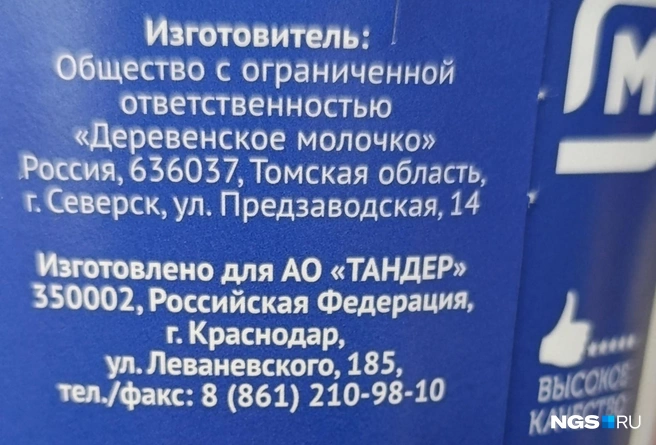 Изготовитель:
Общество с ограниченной
ответственностью
«Деревенское молочко»
Россия, 636037, Томская область,
г. Северск, ул. Предзаводская, 14
Изготовлено для АО «ТАНДЕР»
350002, Российская Федерация,
г. Краснодар,
ул. Леваневского, 185,
тел./факс: 8 (861) 210-98-10
М
ВЫСОКОЕ
КАЧЕСТВО
NGS RU